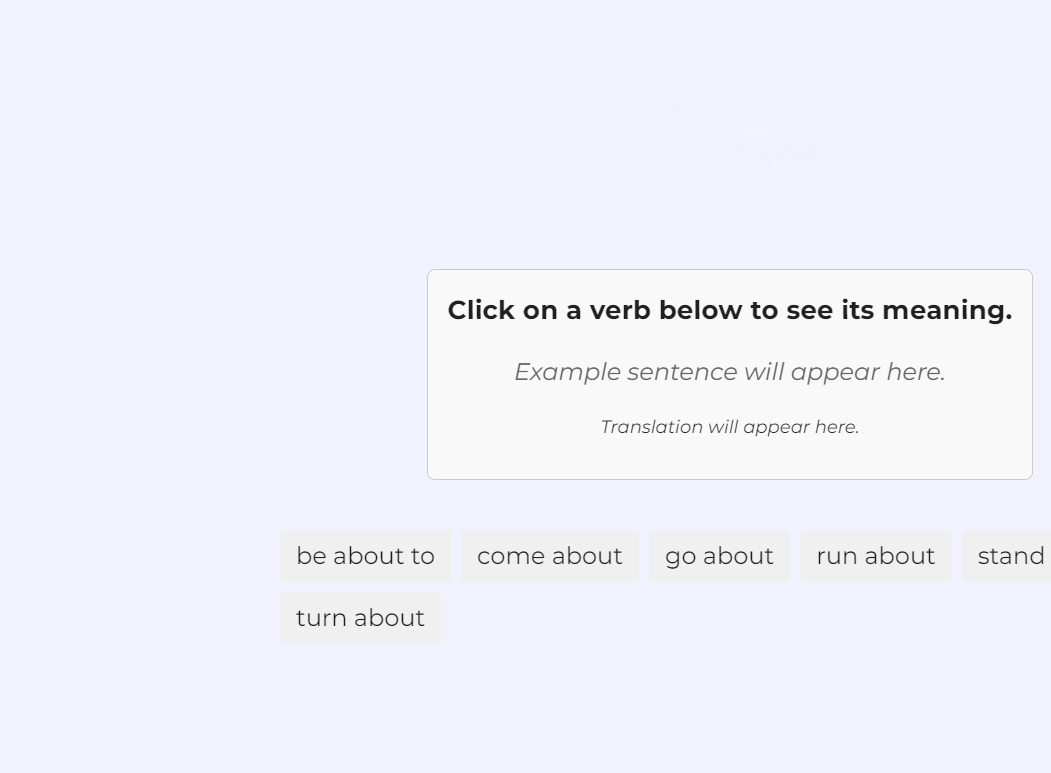 Click on a verb below to see its meaning.
Example sentence will appear here.
Translation will appear here.
be about to come about go about run about stand
turn about